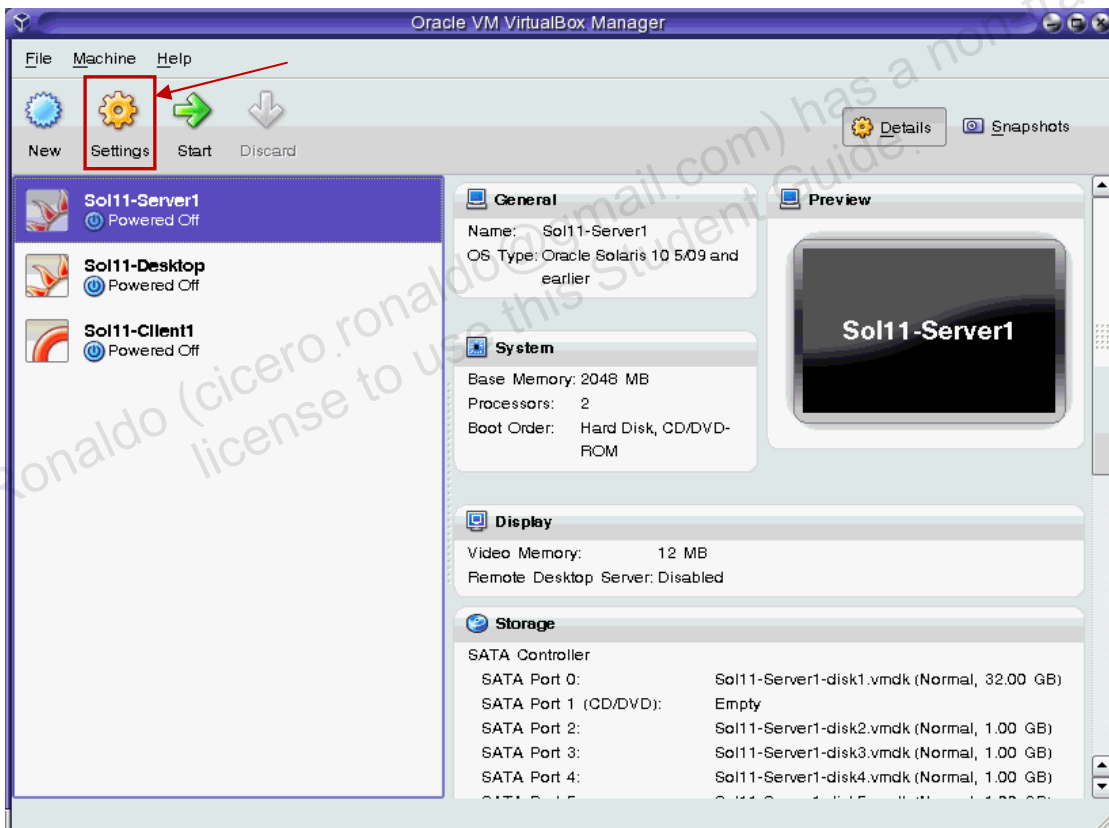 Oracle VM VirtualBox Manager
File Machine Help
New Settings Start Discard
Details Snapshots
Sol11-Server1
Powered Off
Sol11-Desktop
Powered Off
Sol11-Client1
Powered Off
General
Name: Sol11-Server1
OS Type: Oracle Solaris 10 5/09 and
earlier
Preview
Sol11-Server1
System
Base Memory: 2048 MB
Processors: 2
Boot Order: Hard Disk, CD/DVD-
ROM
Display
Video Memory: 12 MB
Remote Desktop Server: Disabled
Storage
SATA Controller
SATA Port 0: Sol11-Server1-disk1.vmdk (Normal, 32.00 GB)
SATA Port 1 (CD/DVD): Empty
SATA Port 2: Sol11-Server1-disk2.vmdk (Normal, 1.00 GB)
SATA Port 3: Sol11-Server1-disk3.vmdk (Normal, 1.00 GB)
SATA Port 4: Sol11-Server1-disk4.vmdk (Normal, 1.00 GB)
Ronaldo (cicero.ronaldo@gmail.com) has a
license to use this Student Guide.